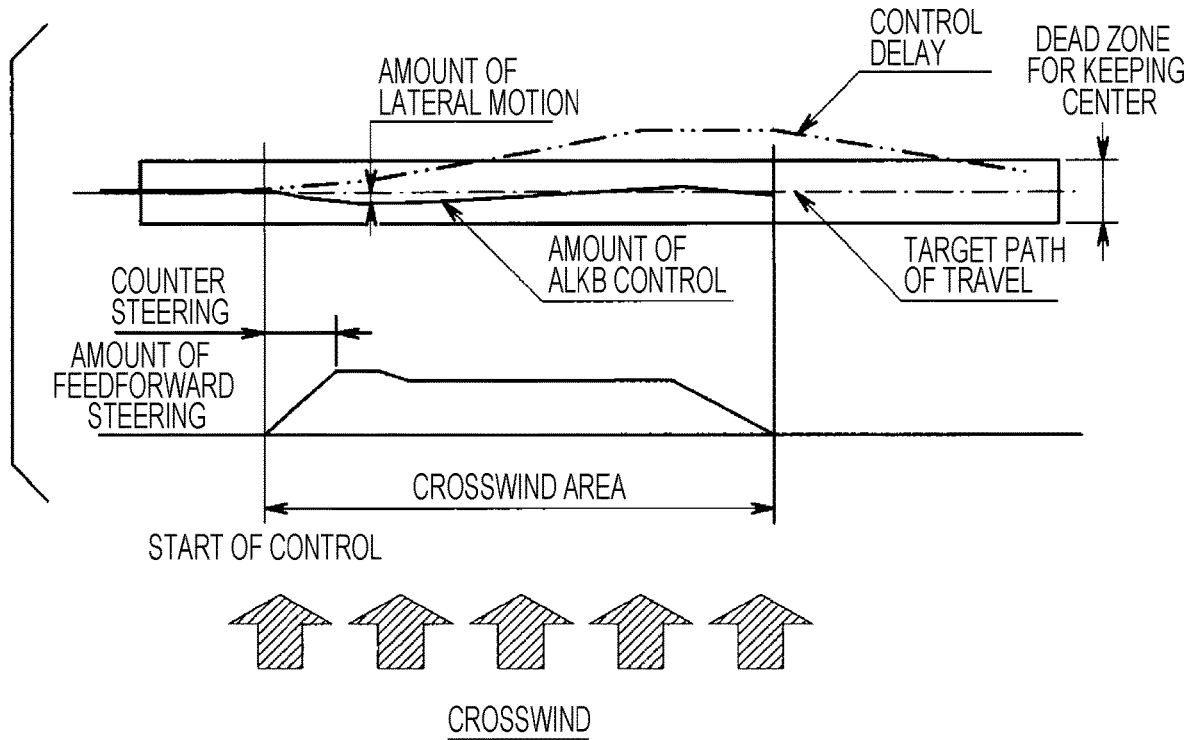 CONTROL
DELAY
DEAD ZONE
FOR KEEPING
CENTER
AMOUNT OF
LATERAL MOTION
AMOUNT OF
ALKB CONTROL
TARGET PATH
OF TRAVEL
COUNTER
STEERING
AMOUNT OF
FEEDFORWARD
STEERING
CROSSWIND AREA
START OF CONTROL
CROSSWIND